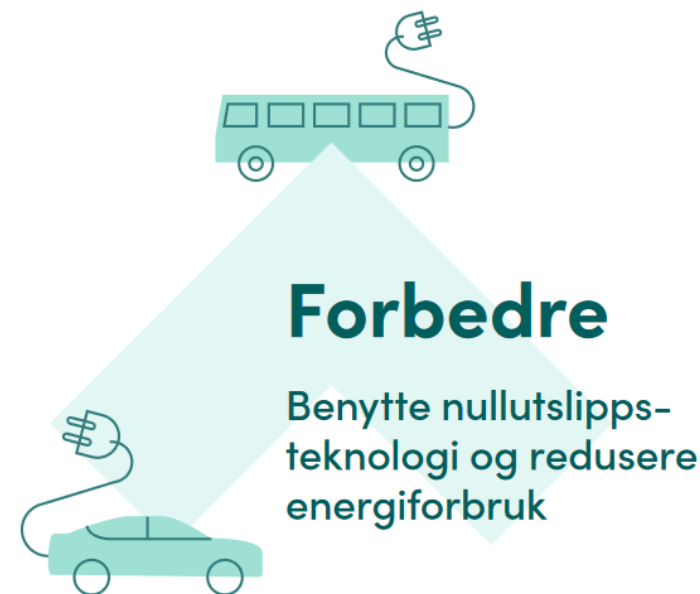 Forbedre
Benytte nullutslipps-
teknologi og redusere
energiforbruk